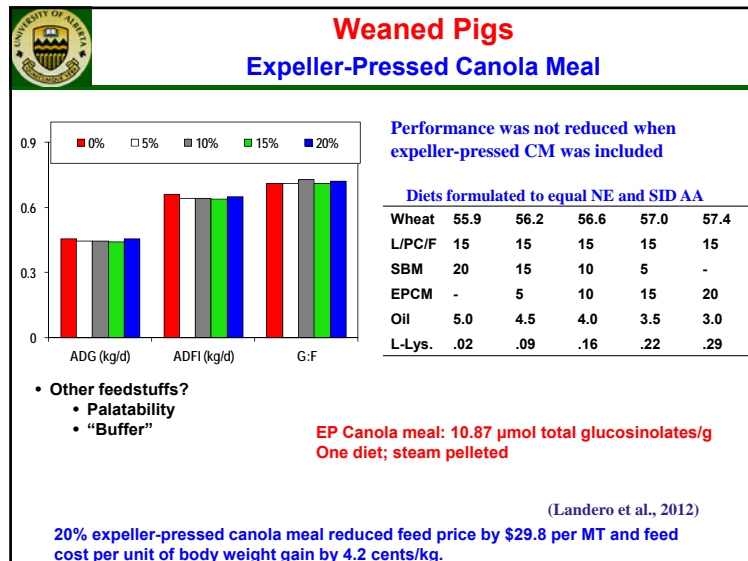 UNIVERSITY OF ALBERTA
Weaned Pigs
Expeller-Pressed Canola Meal
0.9
0.6
0.3
0
0% 5% 10% 15% 20%
ADG (kg/d) ADFI (kg/d) G:F
Performance was not reduced when
expeller-pressed CM was included
Diets formulated to equal NE and SID AA
Wheat 55.9 56.2 56.6 57.0 57.4
L/PC/F 15 15 15 15 15
SBM 20 15 10 5 -
EPCM - 5 10 15 20
Oil 5.0 4.5 4.0 3.5 3.0
L-Lys. .02 .09 .16 .22 .29
• Other feedstuffs?
• Palatability
• “Buffer”
EP Canola meal: 10.87 µmol total glucosinolates/g
One diet; steam pelleted
(Landero et al., 2012)
20% expeller-pressed canola meal reduced feed price by $29.8 per MT and feed
cost per unit of body weight gain by 4.2 cents/kg.